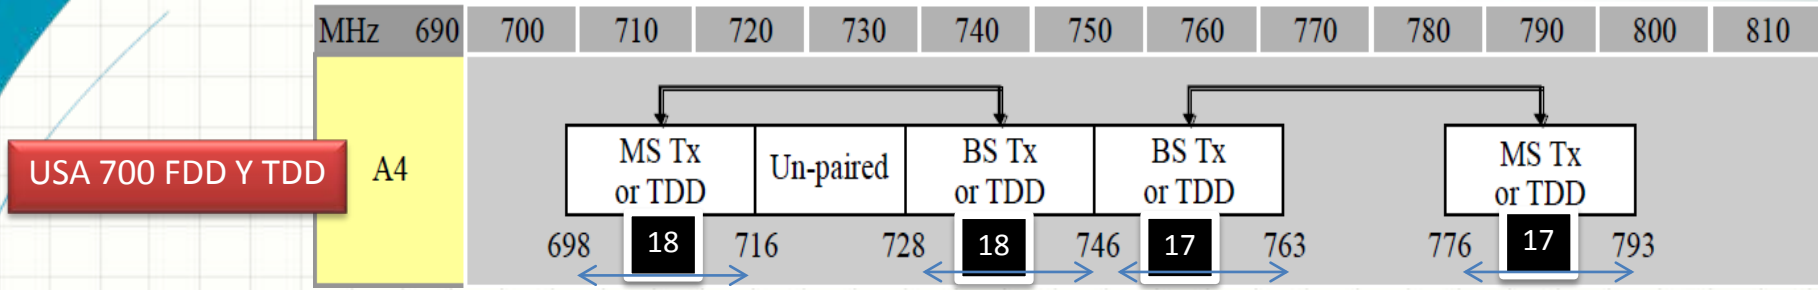 MHz 690 700 710 720 730 740 750 760 770 780 790 800 810
USA 700 FDD Y TDD
A4
MS Tx
or TDD
Un-paired
BS Tx
or TDD
BS Tx
or TDD
MS Tx
or TDD
698 18 716 728 18 746 17 763 776 17 793